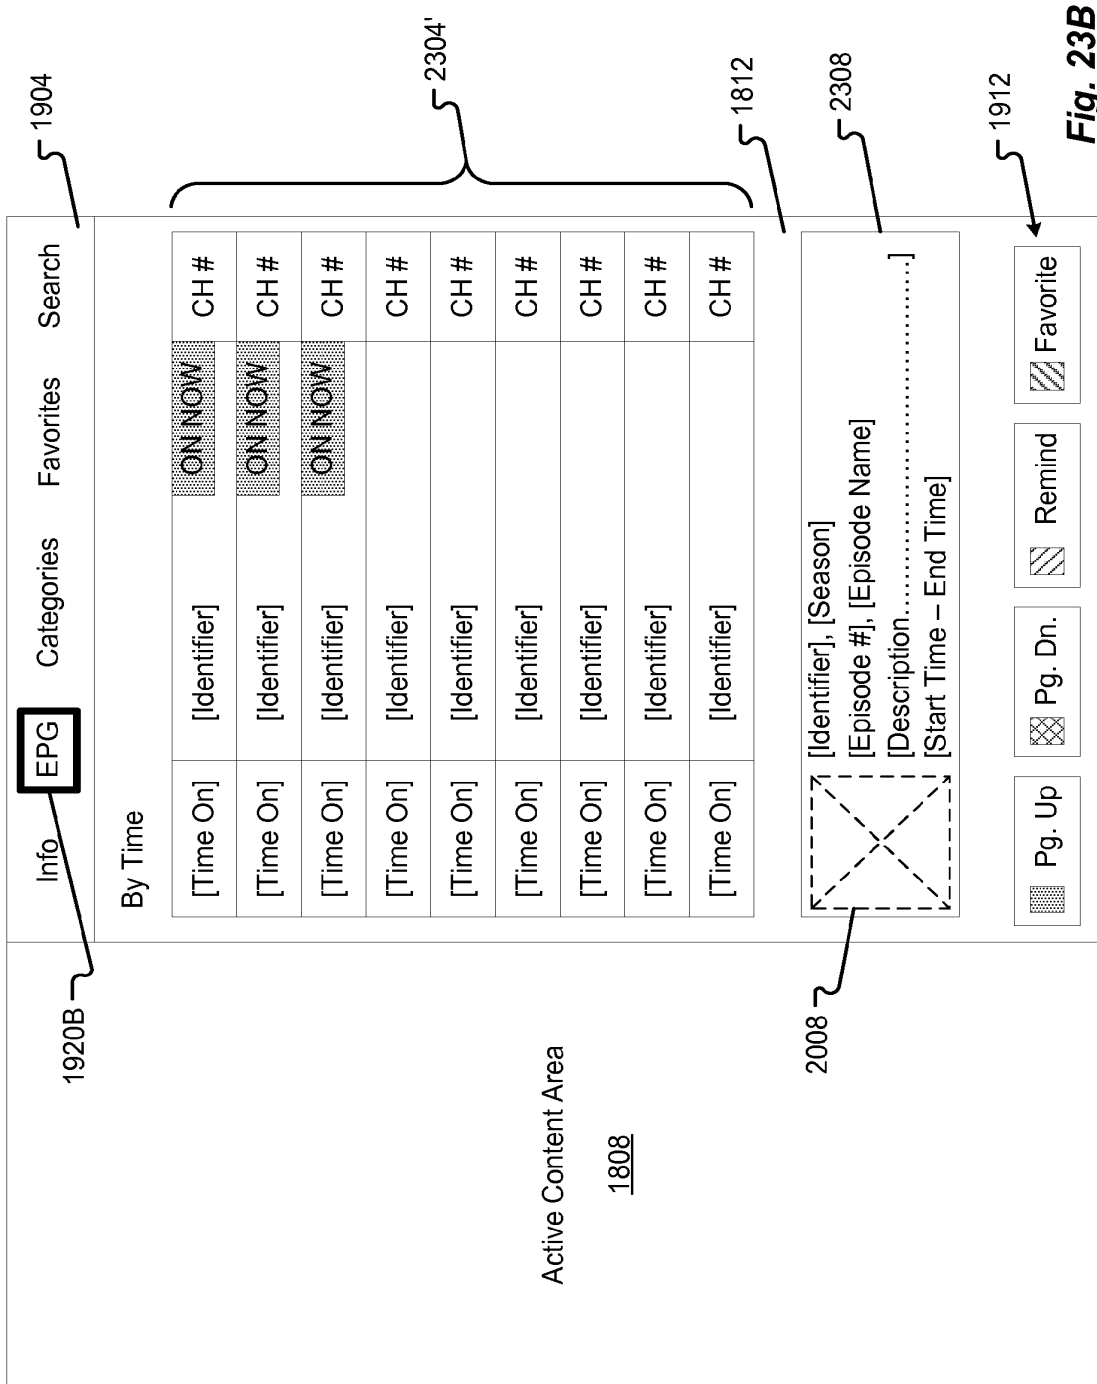 1904
Info EPG Categories Favorites Search
1920B
By Time
[Time On] [Identifier] ON NOW CH #
[Time On] [Identifier] ON NOW CH #
[Time On] [Identifier] ON NOW CH #
[Time On] [Identifier] CH #
[Time On] [Identifier] CH #
[Time On] [Identifier] CH #
[Time On] [Identifier] CH #
[Time On] [Identifier] CH #
[Time On] [Identifier] CH #
2304'
Active Content Area
1808
1812
[Identifier], [Season]
[Episode #], [Episode Name]
[Description.......................................]
[Start Time – End Time]
2008
2308
Pg. Up Pg. Dn. Remind Favorite
1912
Fig. 23B